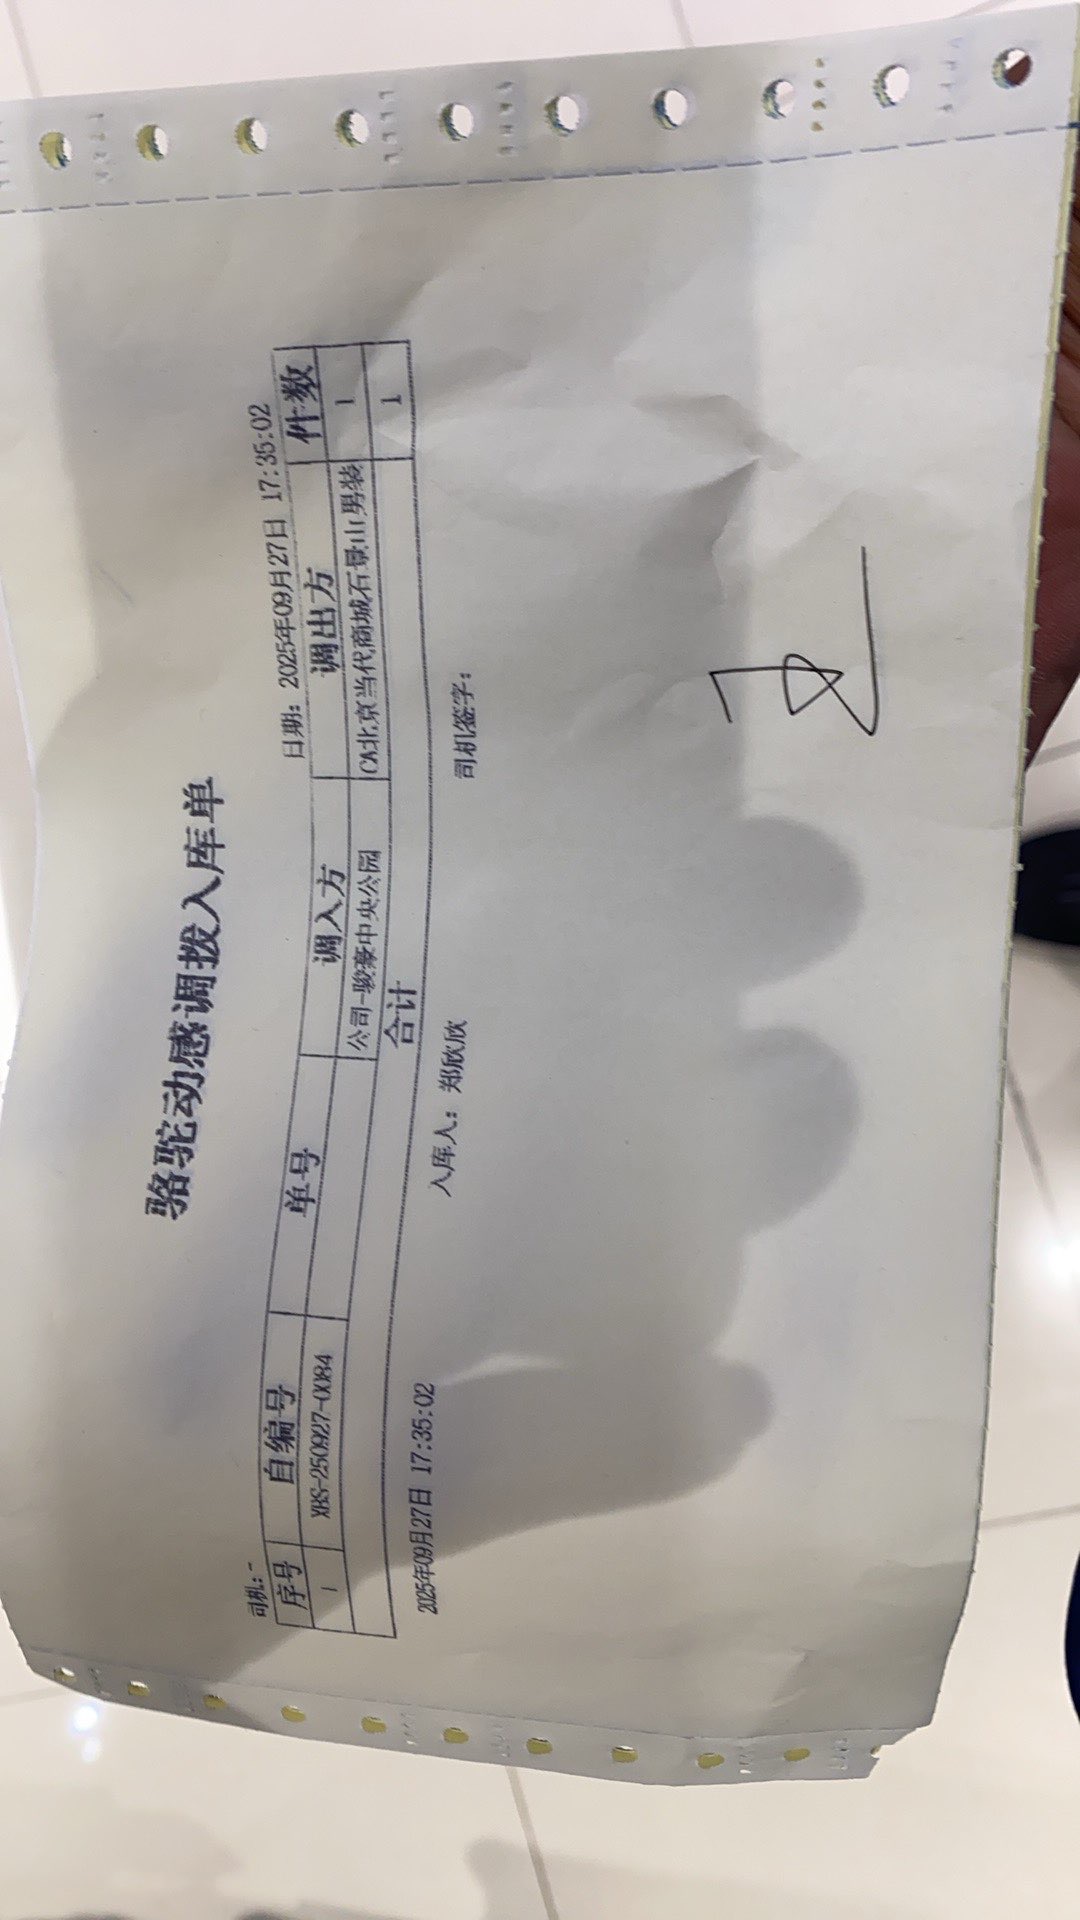 骆驼动感调拨入库单
司机:- 日期: 2025年09月27日 17:35:02
序号 自编号 单号 调入方 调出方 件数
1 XBS-250927-0084 公司-骏豪中央公园 CA北京当代商城石景山男装 1
合计 1
2025年09月27日 17:35:02 入库人: 郑欣欣 司机签字: